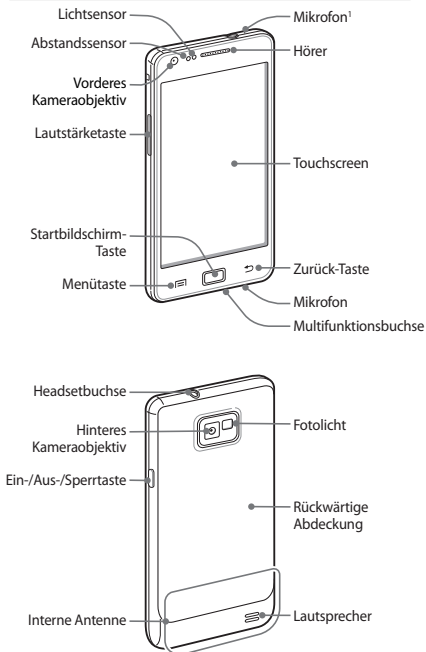 Lichtsensor
Abstandssensor
Vorderes
Kameraobjektiv
Lautstärketaste
Startbildschirm-
Taste
Menütaste
Mikrofon¹
Hörer
Touchscreen
Zurück-Taste
Mikrofon
Multifunktionsbuchse
Headsetbuchse
Hinteres
Kameraobjektiv
Ein-/Aus-/Sperrtaste
Interne Antenne
Fotolicht
Rückwärtige
Abdeckung
Lautsprecher